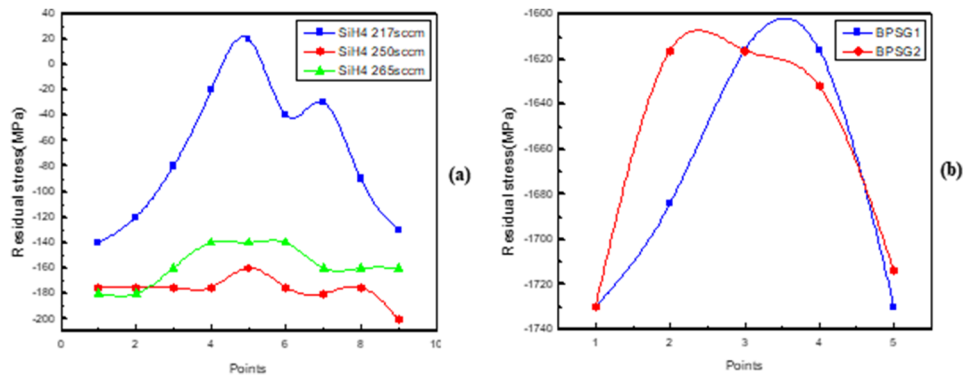 40
20
0
-20
-40
-60
-80
-100
-120
-140
-160
-180
-200
Residual stress(MPa)
SiH4 217sccm
SiH4 250sccm
SiH4 265sccm
0 2 4 6 8 10
Points
(a)
-1600
-1620
-1640
-1660
-1680
-1700
-1720
-1740
Residual stress(MPa)
BPSG1
BPSG2
1 2 3 4 5
Points
(b)